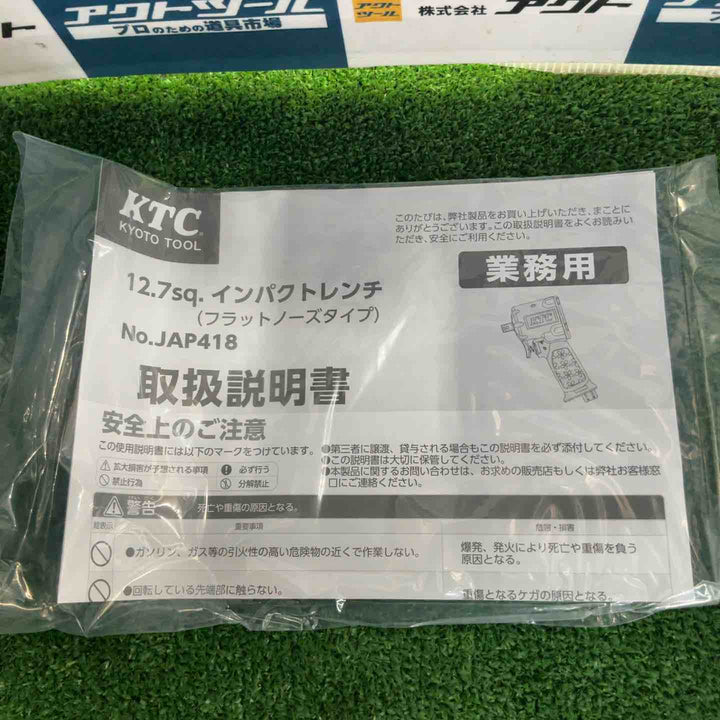 アクトツール
プロのための道具市場
アクト
ツール
株式会社 アクト
KTC
KYOTO TOOL
このたびは、弊社製品をお買い上げいただき、まことに
ありがとうございます。この取扱説明書をよくお読みい
ただき、安全にご利用ください。
業務用
12.7sq. インパクトレンチ
(フラットノーズタイプ)
No.JAP418
取扱説明書
安全上のご注意
この使用説明書には以下のマークをつけています。
拡大損害が予想される事項
必ず行う
禁止行為
分解禁止
●第三者に譲渡、貸与される場合もこの説明書を必ず添付してください。
●この説明書は大切に保管してください。
●本製品に関するお問い合わせは、お求めの販売店もしくは弊社お客様窓
口にご連絡ください。
警告
死亡や重傷の原因となる。
絵表示
重要事項
危険・損害
●ガソリン、ガス等の引火性の高い危険物の近くで作業しない。
爆発、発火により死亡や重傷を負う
原因となる。
●回転している先端部に触らない。
重傷となるケガの原因となる。